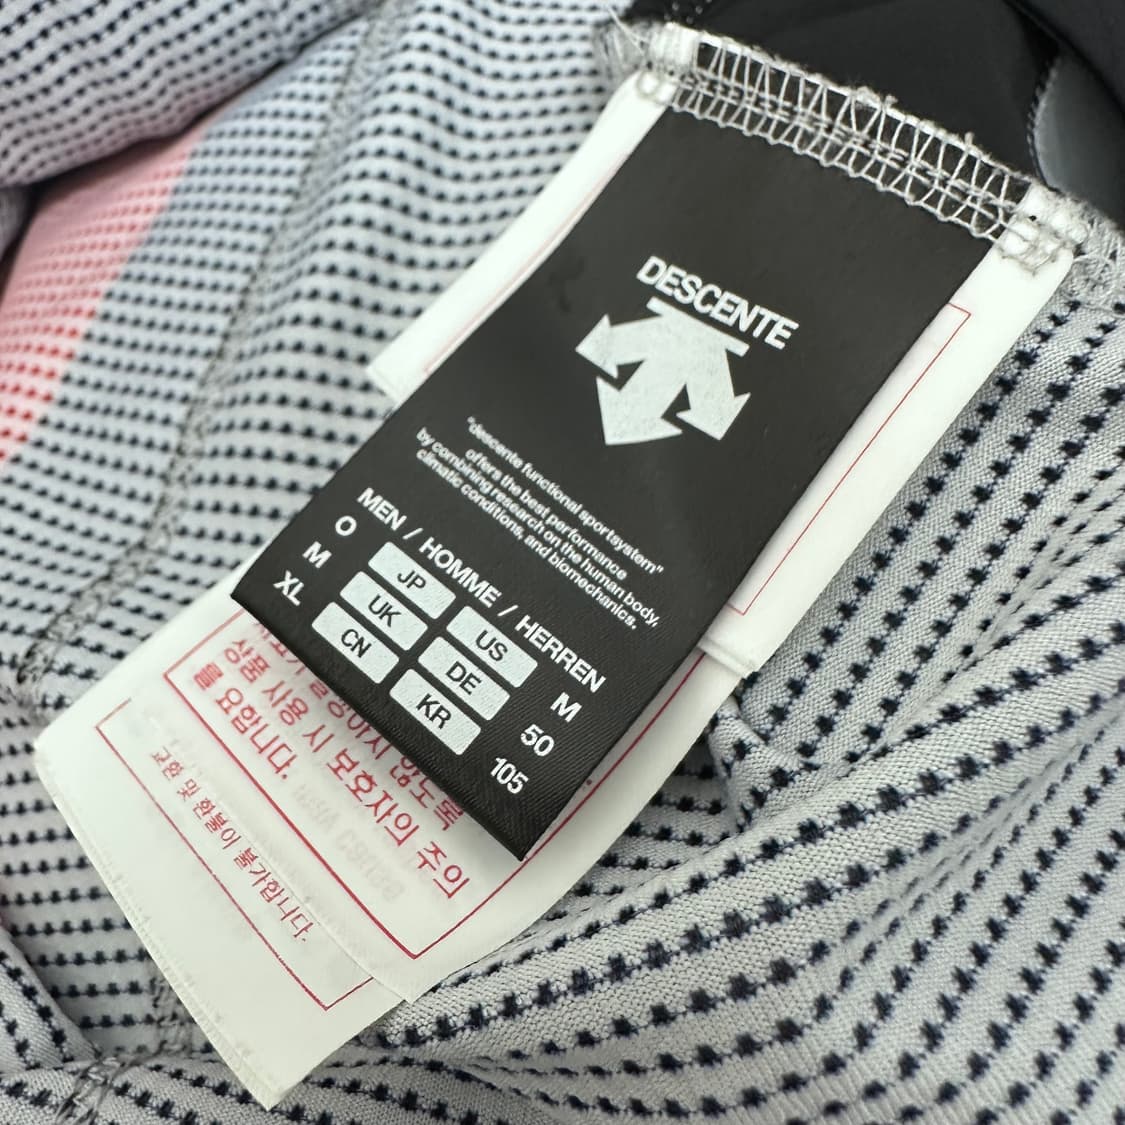 DESCENTE
"descente functional sportsystem"
offers the best performance
by combining research on the human body,
climatic conditions, and biomechanics.
MEN / HOMME / HERREN
O JP US M
M UK DE 50
XL CN KR 105
상품 사용 시 보호자의 주의
를 요합니다.
교환 및 환불이 불가합니다.